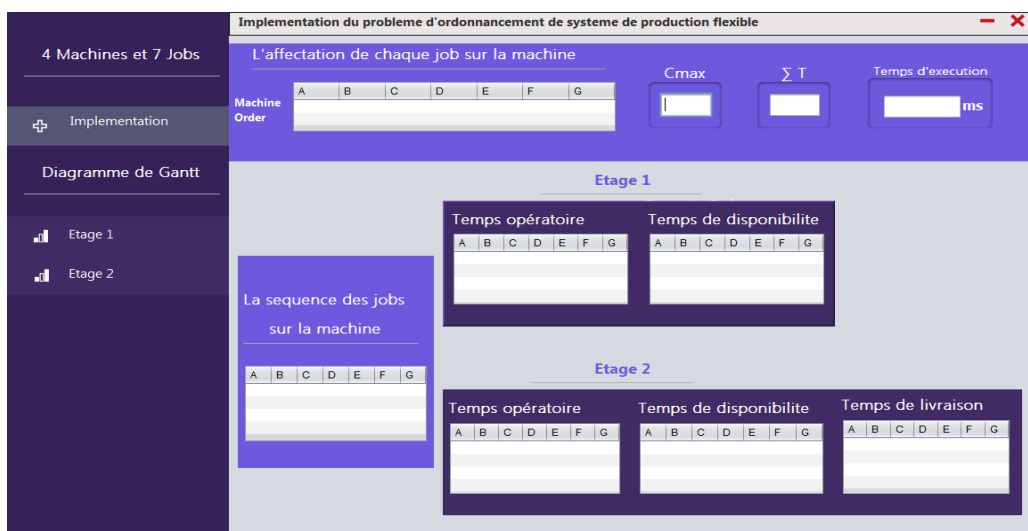 Implementation du probleme d'ordonnancement de systeme de production flexible
4 Machines et 7 Jobs
Implementation
Diagramme de Gantt
Etage 1
Etage 2
L'affectation de chaque job sur la machine
A B C D E F G
Machine
Order
Cmax
∑ T
Temps d'execution
ms
Etage 1
Temps opératoire
A B C D E F G
Temps de disponibilite
A B C D E F G
La sequence des jobs
sur la machine
A B C D E F G
Etage 2
Temps opératoire
A B C D E F G
Temps de disponibilite
A B C D E F G
Temps de livraison
A B C D E F G